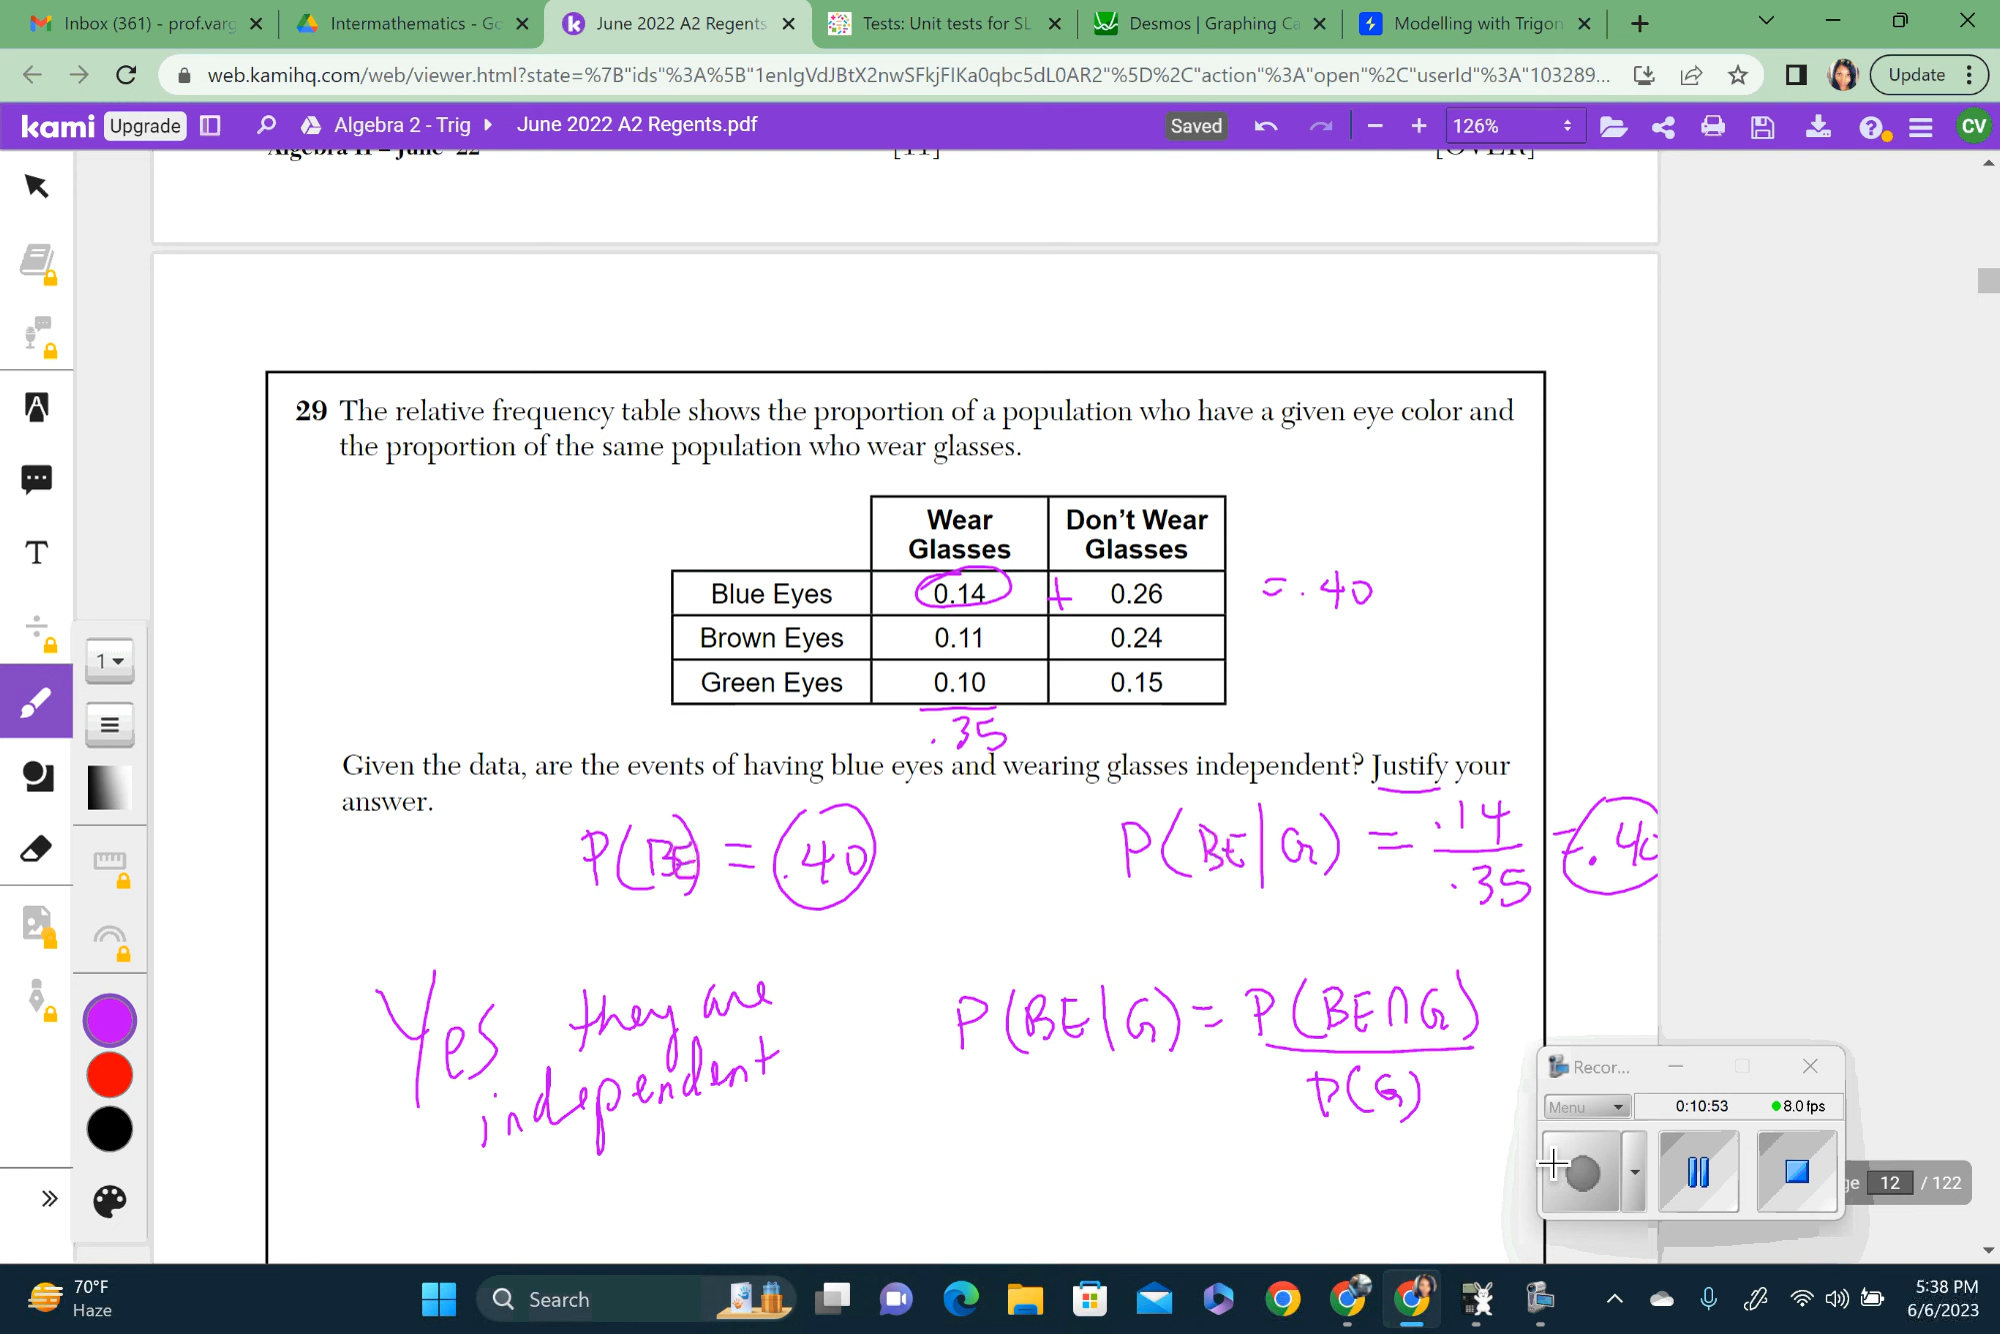 Inbox (361) - prof.varg
Intermathematics - Go
June 2022 A2 Regents
Tests: Unit tests for SL
Desmos | Graphing Ca
Modelling with Trigon
web.kamihq.com/web/viewer.html?state=%7B"ids"%3A%5B"1enIgVdJBtX2nwSFkjFIKa0qbc5dL0AR2"%5D%2C"action"%3A"open"%2C"userId"%3A"103289...
Update
kami Upgrade
Algebra 2 - Trig
June 2022 A2 Regents.pdf
Saved
126%
CV
Algebra II – June '22
[11]
[OVER]
29 The relative frequency table shows the proportion of a population who have a given eye color and
the proportion of the same population who wear glasses.
Wear Glasses Don't Wear Glasses
Blue Eyes 0.14 + 0.26 = .40
Brown Eyes 0.11 0.24
Green Eyes 0.10 0.15
.35
Given the data, are the events of having blue eyes and wearing glasses independent? Justify your
answer.
P(BE) = .40
P(BE|G) = .14/.35 = .40
Yes they are
independent
P(BE|G) = P(BE∩G)
P(G)
1
T
Recor...
Menu
0:10:53
8.0 fps
ge 12 / 122
70°F
Haze
Search
5:38 PM
6/6/2023